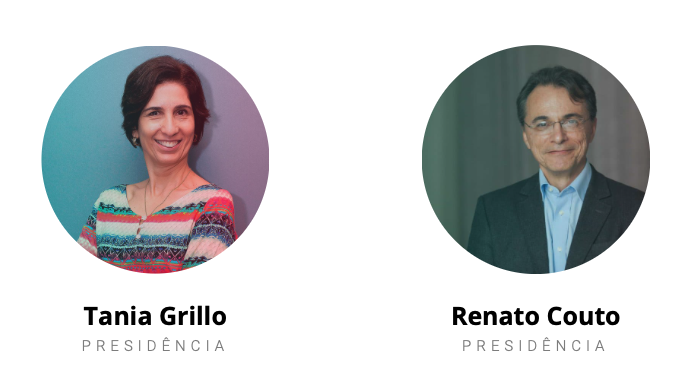 Tania Grillo
PRESIDÊNCIA
Renato Couto
PRESIDÊNCIA